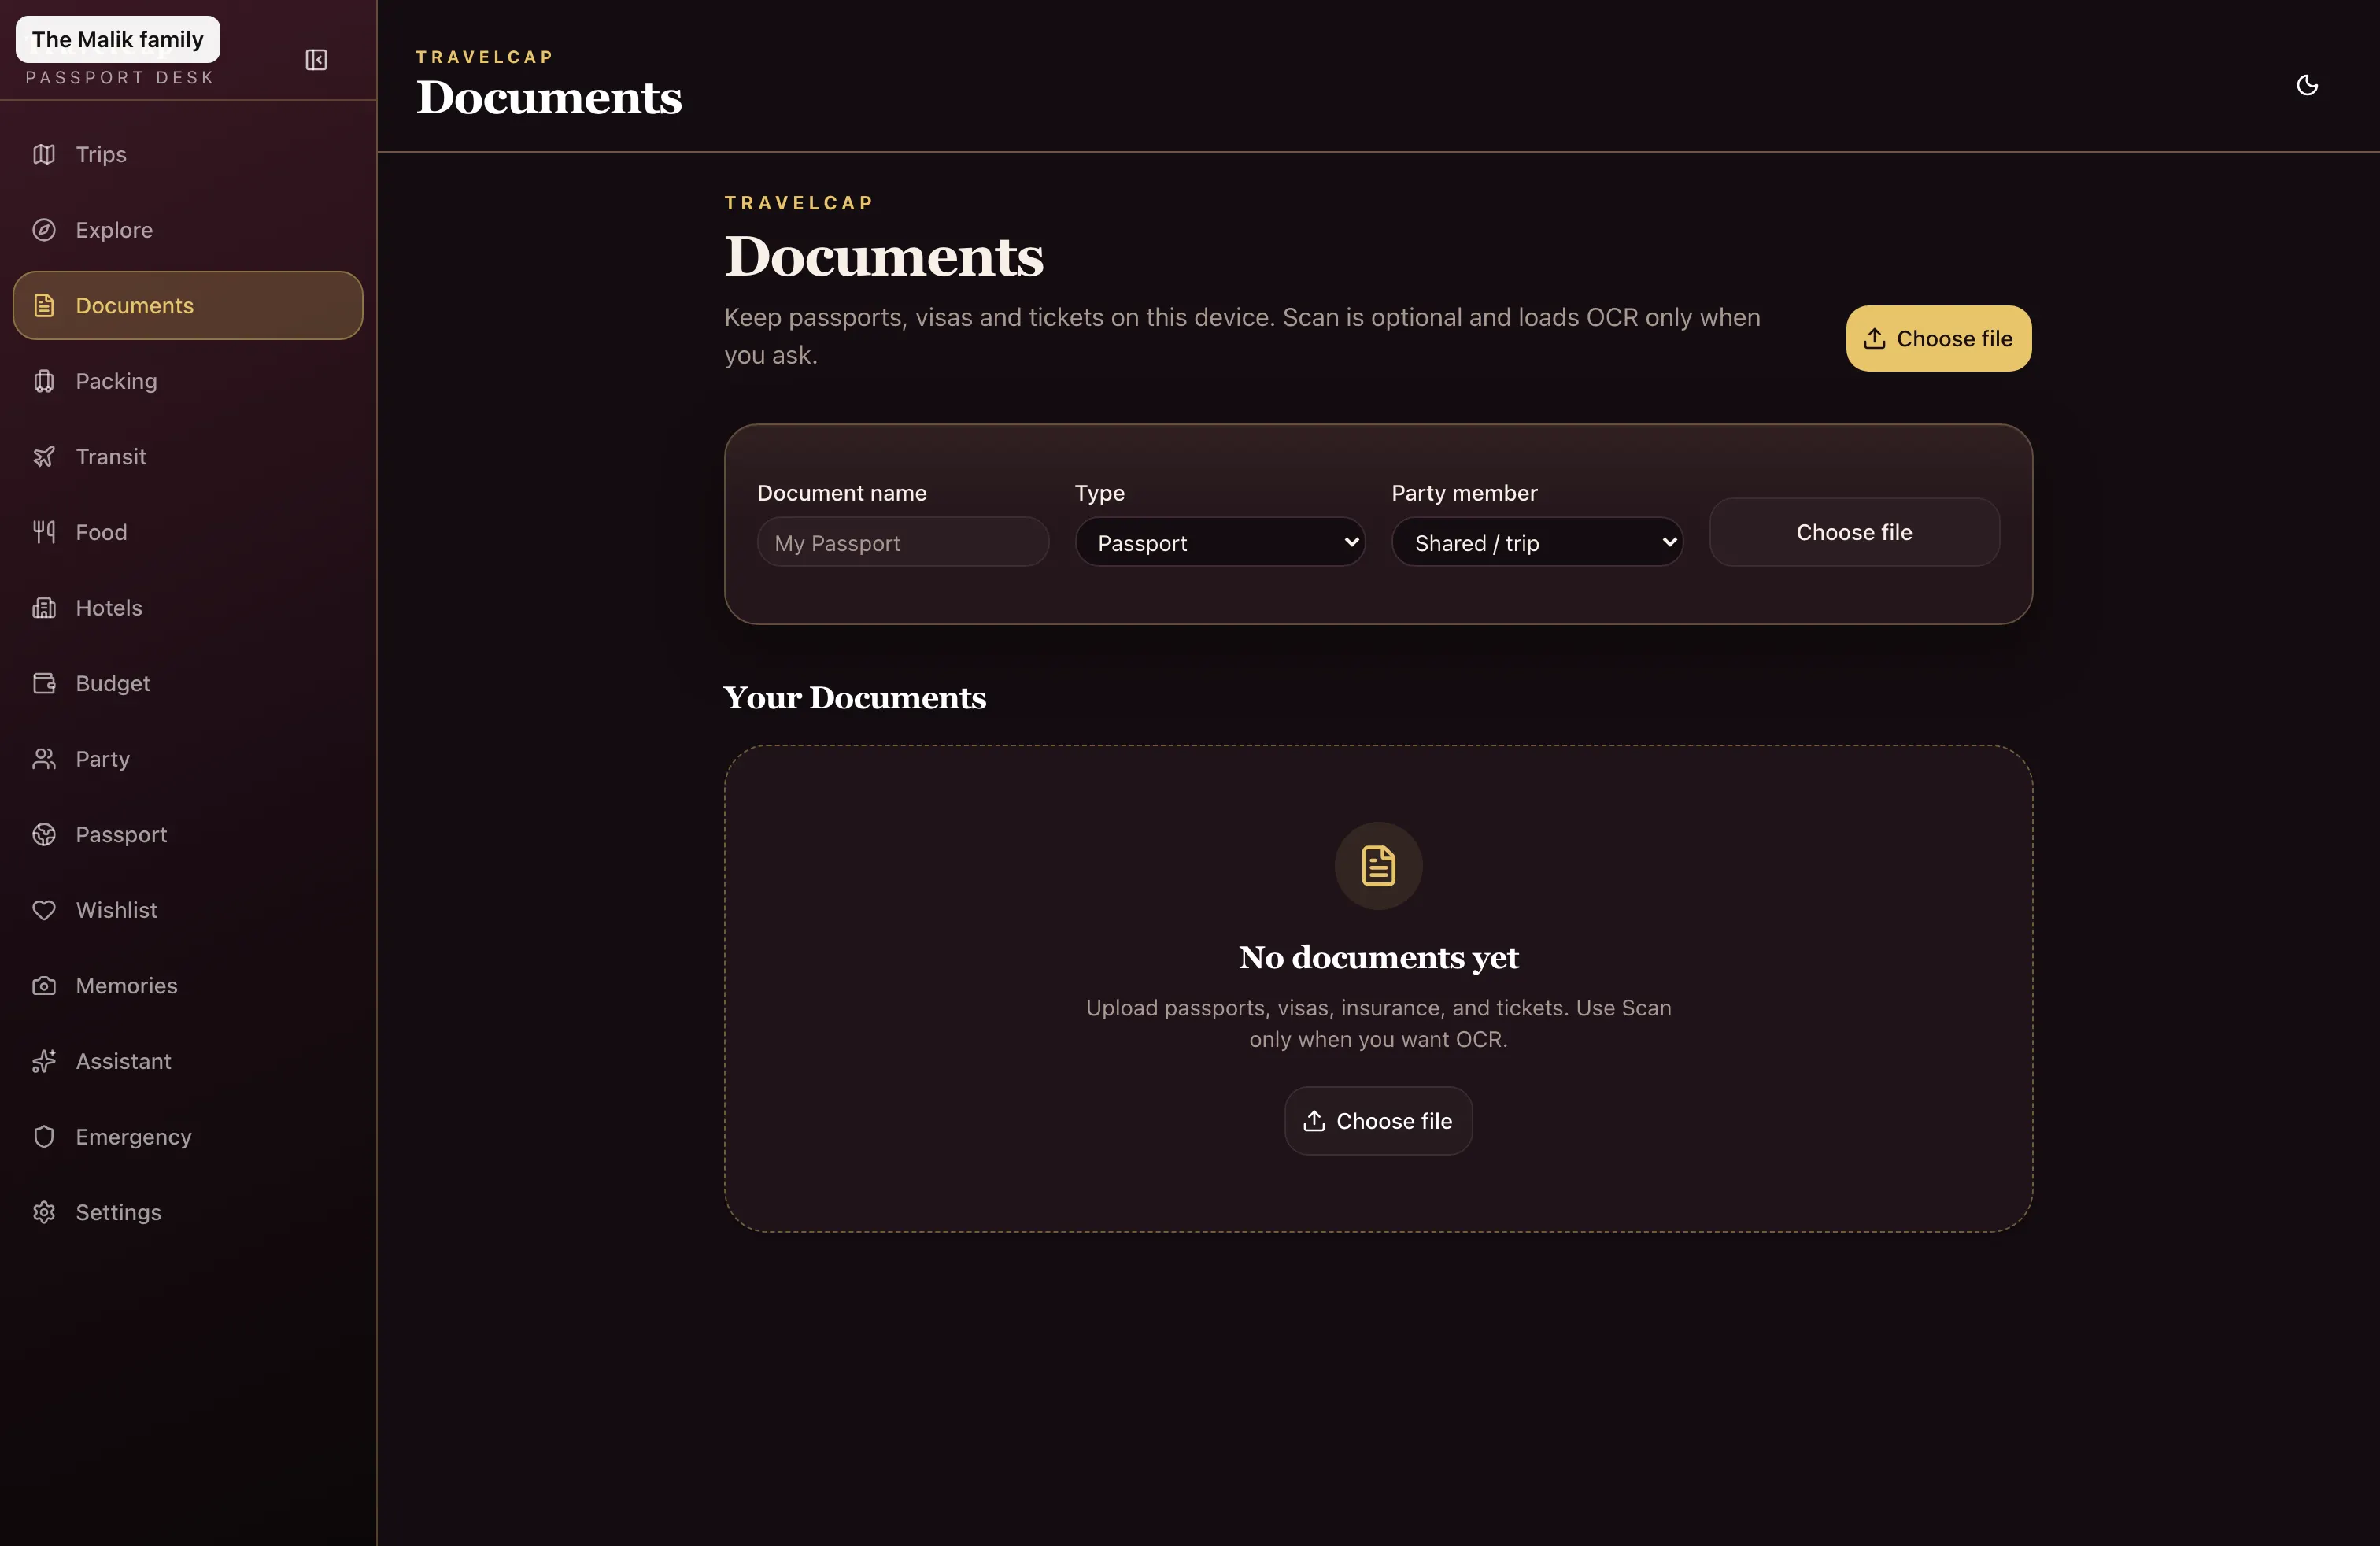 The Malik family
PASSPORT DESK
Trips
Explore
Documents
Packing
Transit
Food
Hotels
Budget
Party
Passport
Wishlist
Memories
Assistant
Emergency
Settings
TRAVELCAP
Documents
TRAVELCAP
Documents
Keep passports, visas and tickets on this device. Scan is optional and loads OCR only when
you ask.
Choose file
Document name
My Passport
Type
Passport
Party member
Shared / trip
Choose file
Your Documents
No documents yet
Upload passports, visas, insurance, and tickets. Use Scan
only when you want OCR.
Choose file